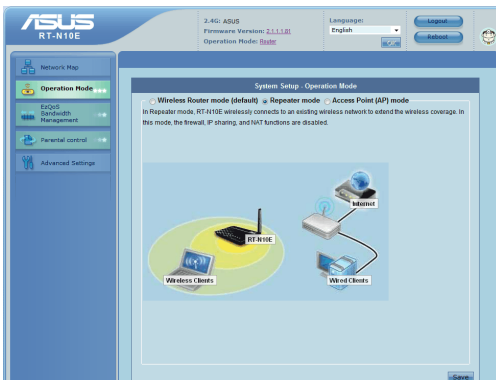 ASUS
RT-N10E
2.4G: ASUS
Firmware Version: 2.1.1.1.01
Operation Mode: Router
Language:
English
Logout
Reboot
Network Map
Operation Mode
EzQoS
Bandwidth
Management
Parental control
Advanced Settings
System Setup - Operation Mode
Wireless Router mode (default) Repeater mode Access Point (AP) mode
In Repeater mode, RT-N10E wirelessly connects to an existing wireless network to extend the wireless coverage. In
this mode, the firewall, IP sharing, and NAT functions are disabled.
Internet
RT-N10E
Wireless Clients
Wired Clients
Save